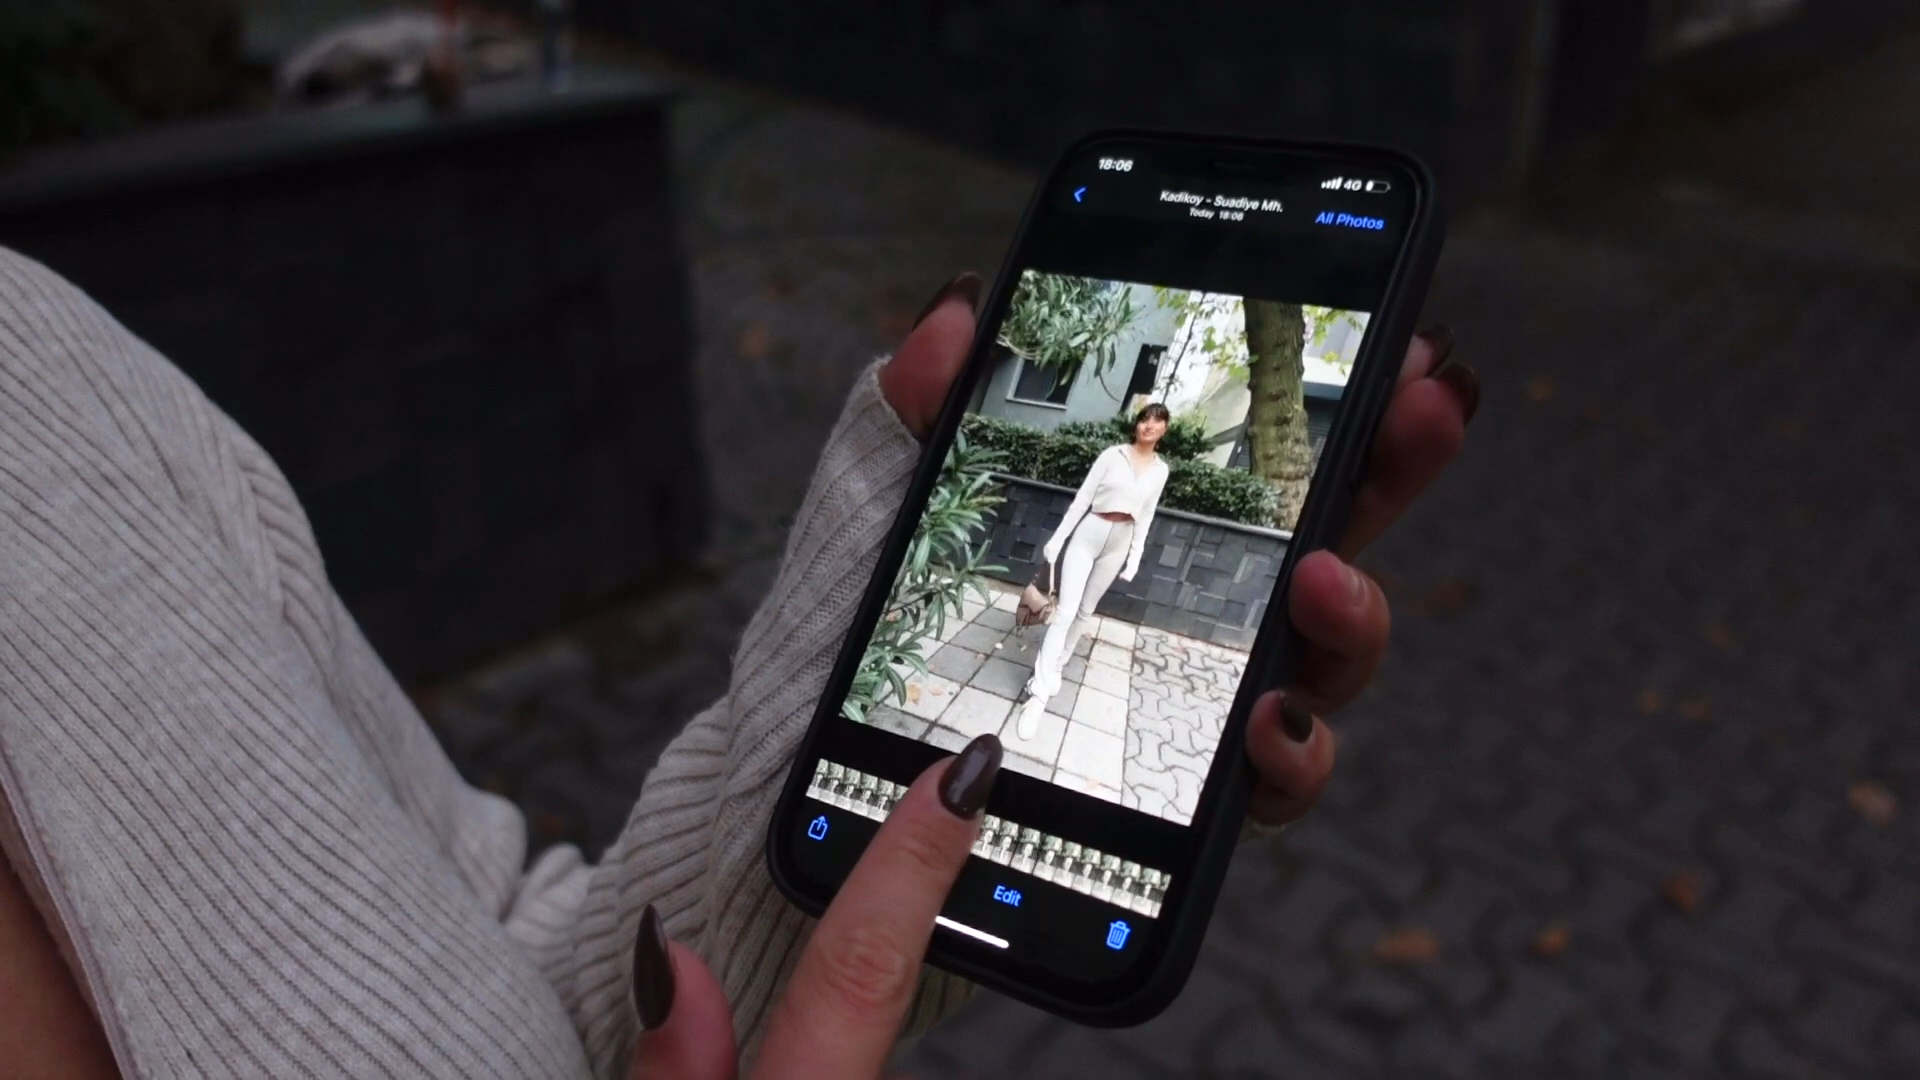 18:06
4G
Kadikoy - Suadiye Mh.
Today 18:06
All Photos
Edit